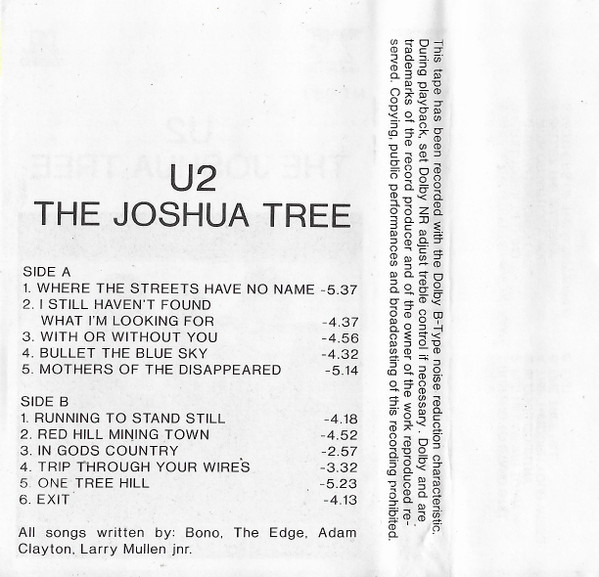 U2
THE JOSHUA TREE
SIDE A
1. WHERE THE STREETS HAVE NO NAME -5.37
2. I STILL HAVEN'T FOUND
WHAT I'M LOOKING FOR -4.37
3. WITH OR WITHOUT YOU -4.56
4. BULLET THE BLUE SKY -4.32
5. MOTHERS OF THE DISAPPEARED -5.14
SIDE B
1. RUNNING TO STAND STILL -4.18
2. RED HILL MINING TOWN -4.52
3. IN GODS COUNTRY -2.57
4. TRIP THROUGH YOUR WIRES -3.32
5. ONE TREE HILL -5.23
6. EXIT -4.13
All songs written by: Bono, The Edge, Adam
Clayton, Larry Mullen jnr.
This tape has been recorded with the Dolby B-Type noise reduction characteristic.
During playback, set Dolby NR adjust treble control if necessary. Dolby and are
trademarks of the record producer and of the owner of the work reproduced re-
served. Copying, public performances and broadcasting of this recording prohibited.